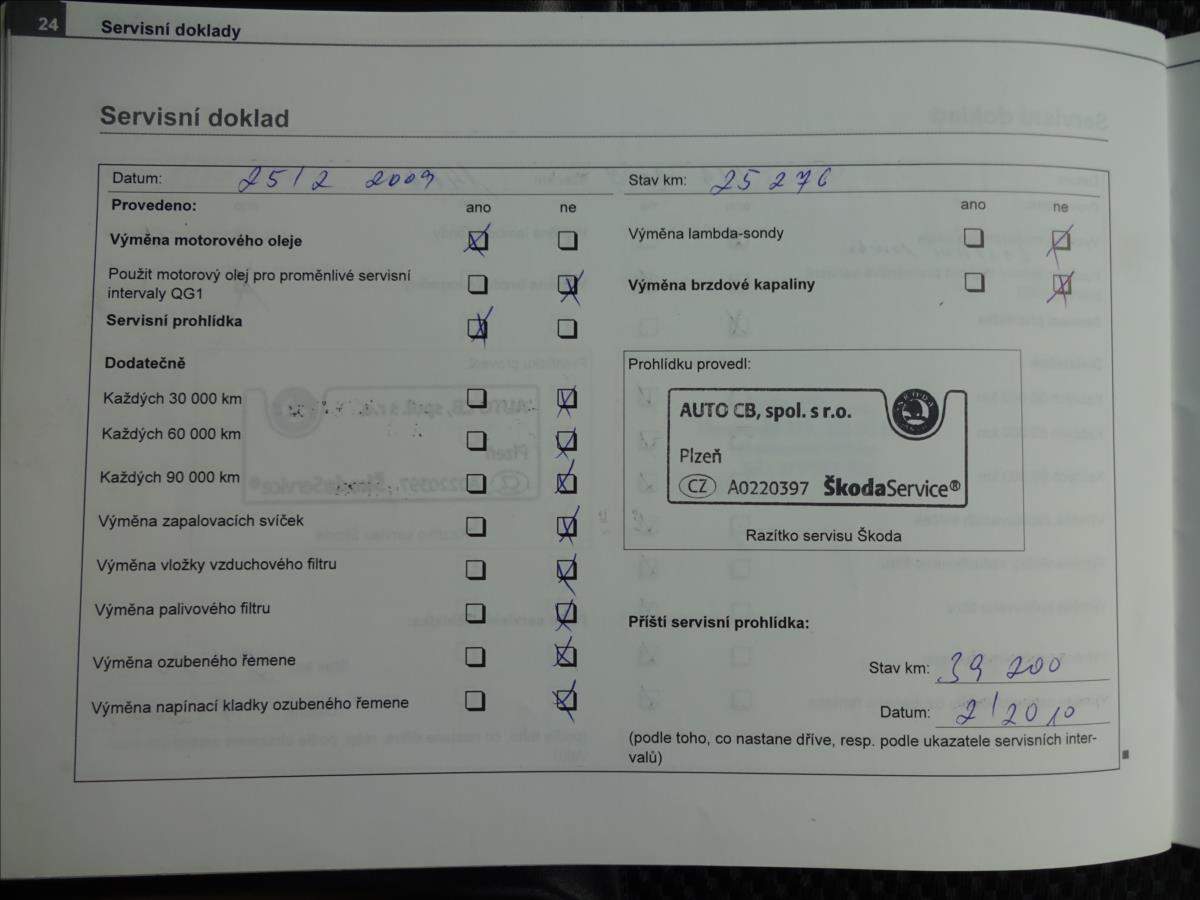 24
Servisní doklady
Servisní doklad
Datum: 25/2 2009
Stav km: 25 276
Provedeno: ano ne
ano ne
Výměna motorového oleje
Výměna lambda-sondy
Použit motorový olej pro proměnlivé servisní
intervaly QG1
Výměna brzdové kapaliny
Servisní prohlídka
Dodatečně
Každých 30 000 km
Každých 60 000 km
Každých 90 000 km
Výměna zapalovacích svíček
Výměna vložky vzduchového filtru
Výměna palivového filtru
Výměna ozubeného řemene
Výměna napínací kladky ozubeného řemene
Prohlídku provedl:
AUTO CB, spol. s r.o.
ŠKODA
Plzeň
CZ A0220397 ŠkodaService®
Razítko servisu Škoda
Příští servisní prohlídka:
Stav km: 39 200
Datum: 2/2010
(podle toho, co nastane dříve, resp. podle ukazatele servisních inter-
valů)